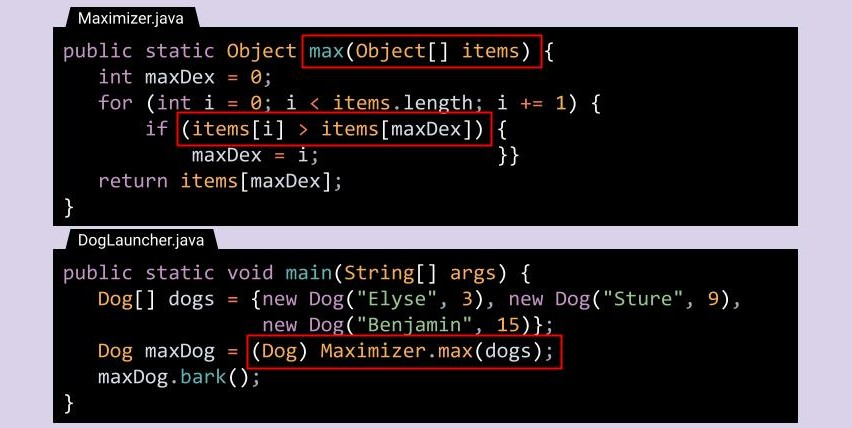 Maximizer.java
public static Object max(Object[] items) {
int maxDex = 0;
for (int i = 0; i < items.length; i += 1) {
if (items[i] > items[maxDex]) {
maxDex = i; }}
return items[maxDex];
}
DogLauncher.java
public static void main(String[] args) {
Dog[] dogs = {new Dog("Elyse", 3), new Dog("Sture", 9),
new Dog("Benjamin", 15)};
Dog maxDog = (Dog) Maximizer.max(dogs);
maxDog.bark();
}